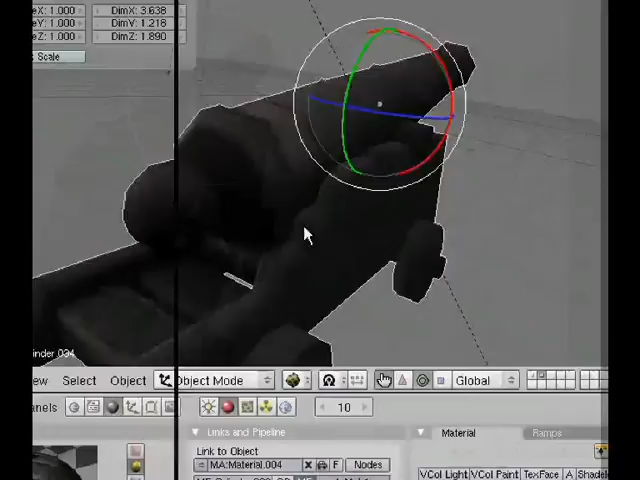 eX: 1.000 DimX: 3.638
eY: 1.000 DimY: 1.218
eZ: 1.000 DimZ: 1.890
Scale
inder.034
ew Select Object Object Mode Global
anels 10
Links and Pipeline Material Ramps
Link to Object
MA:Material.004 X F Nodes
VCol Light VCol Paint TexFace A Shadele